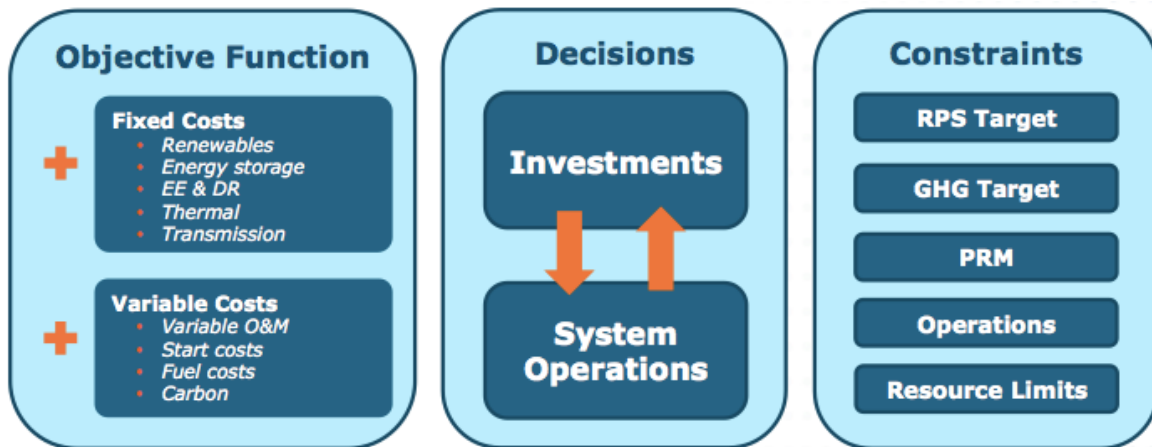 Objective Function
Fixed Costs
• Renewables
• Energy storage
• EE & DR
• Thermal
• Transmission
Variable Costs
• Variable O&M
• Start costs
• Fuel costs
• Carbon
Decisions
Investments
System
Operations
Constraints
RPS Target
GHG Target
PRM
Operations
Resource Limits